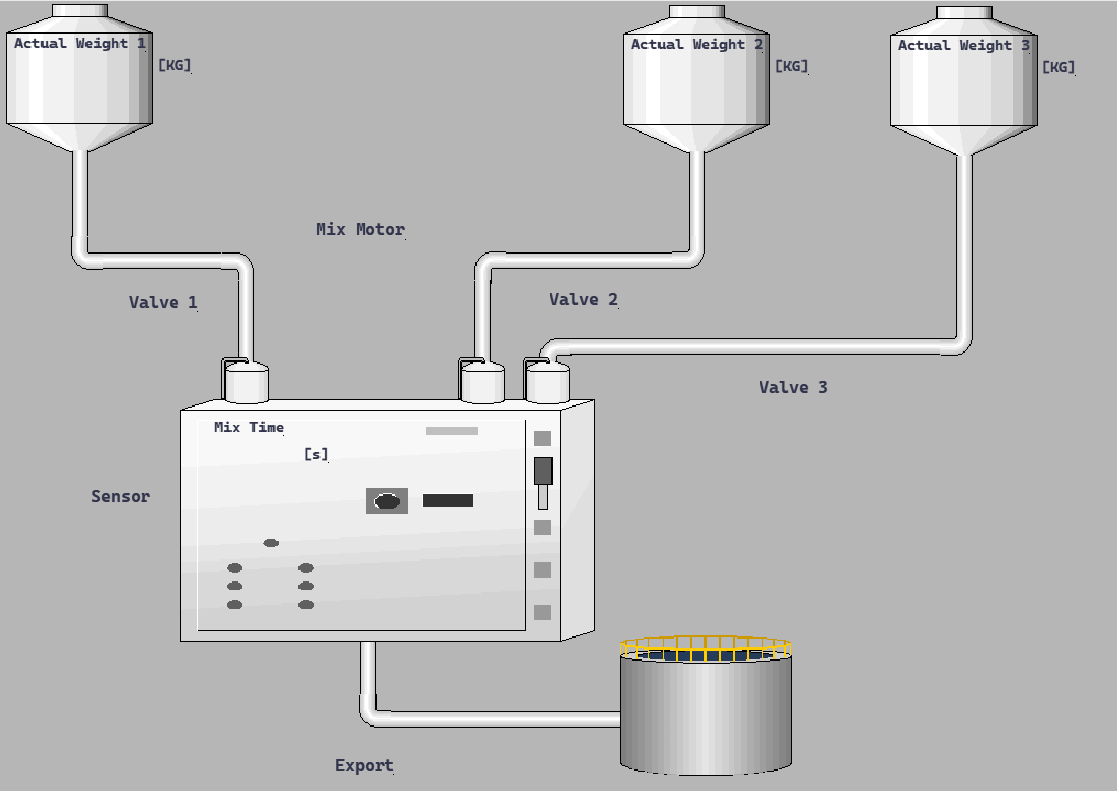 Actual Weight 1
[KG]
Actual Weight 2
[KG]
Actual Weight 3
[KG]
Mix Motor
Valve 1
Valve 2
Valve 3
Mix Time
[s]
Sensor
Export